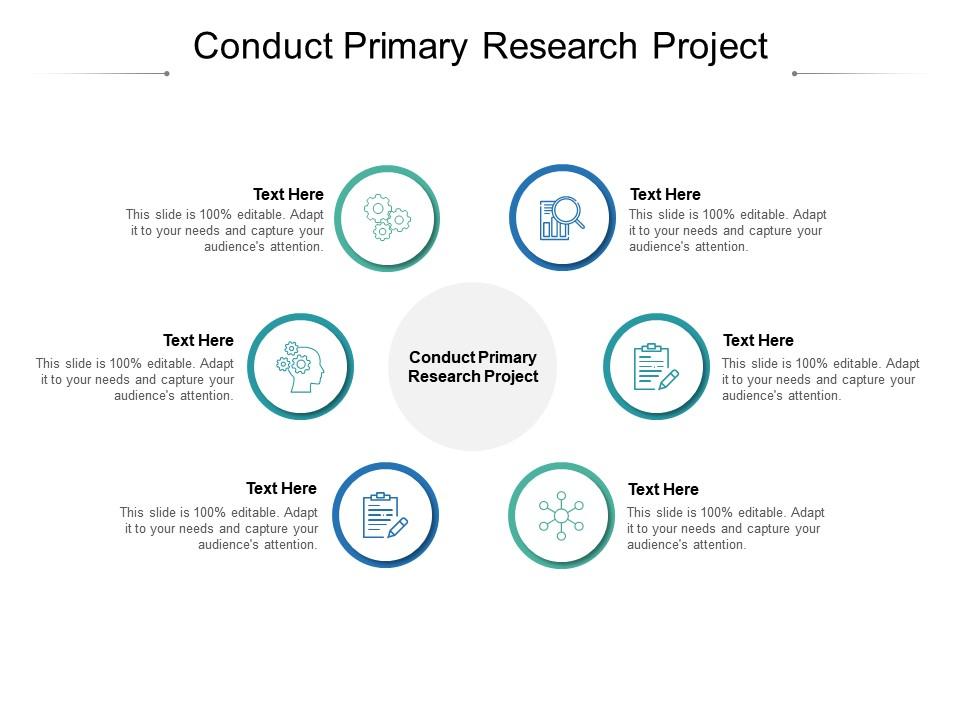 Conduct Primary Research Project
Text Here
This slide is 100% editable. Adapt
it to your needs and capture your
audience's attention.
Text Here
This slide is 100% editable. Adapt
it to your needs and capture your
audience's attention.
Text Here
This slide is 100% editable. Adapt
it to your needs and capture your
audience's attention.
Conduct Primary
Research Project
Text Here
This slide is 100% editable. Adapt
it to your needs and capture your
audience's attention.
Text Here
This slide is 100% editable. Adapt
it to your needs and capture your
audience's attention.
Text Here
This slide is 100% editable. Adapt
it to your needs and capture your
audience's attention.